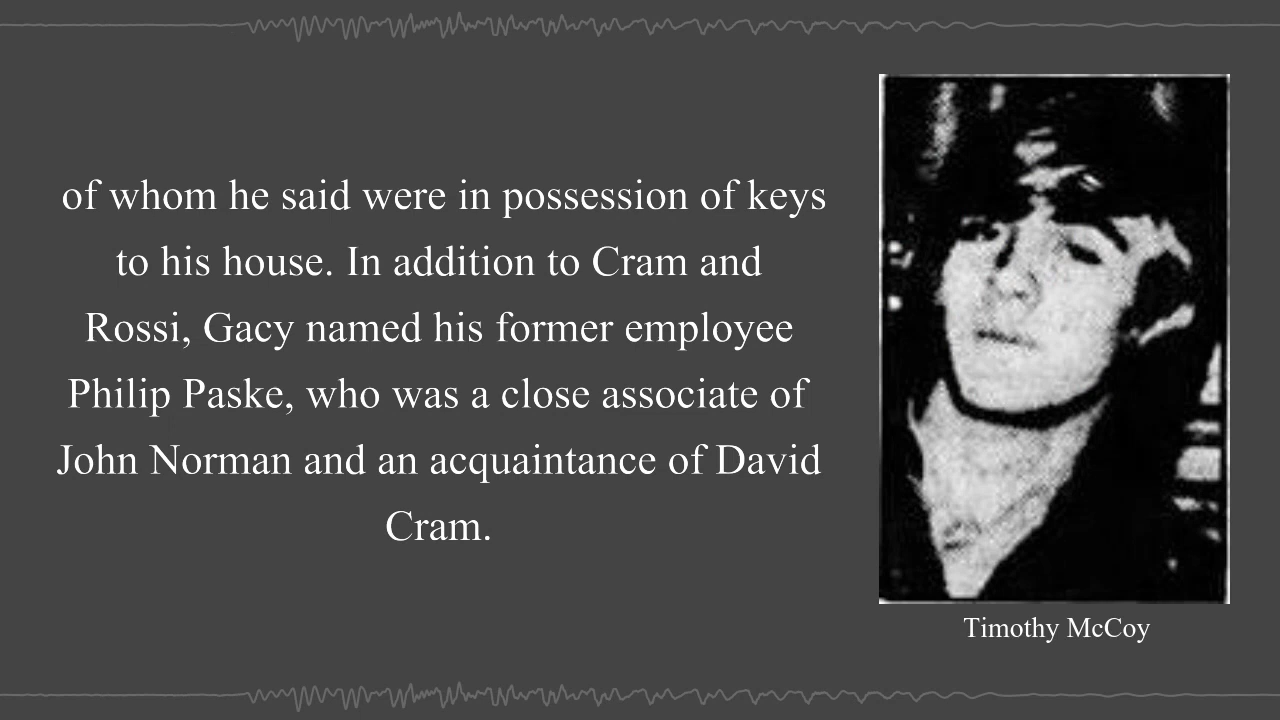 of whom he said were in possession of keys
to his house. In addition to Cram and
Rossi, Gacy named his former employee
Philip Paske, who was a close associate of
John Norman and an acquaintance of David
Cram.
Timothy McCoy